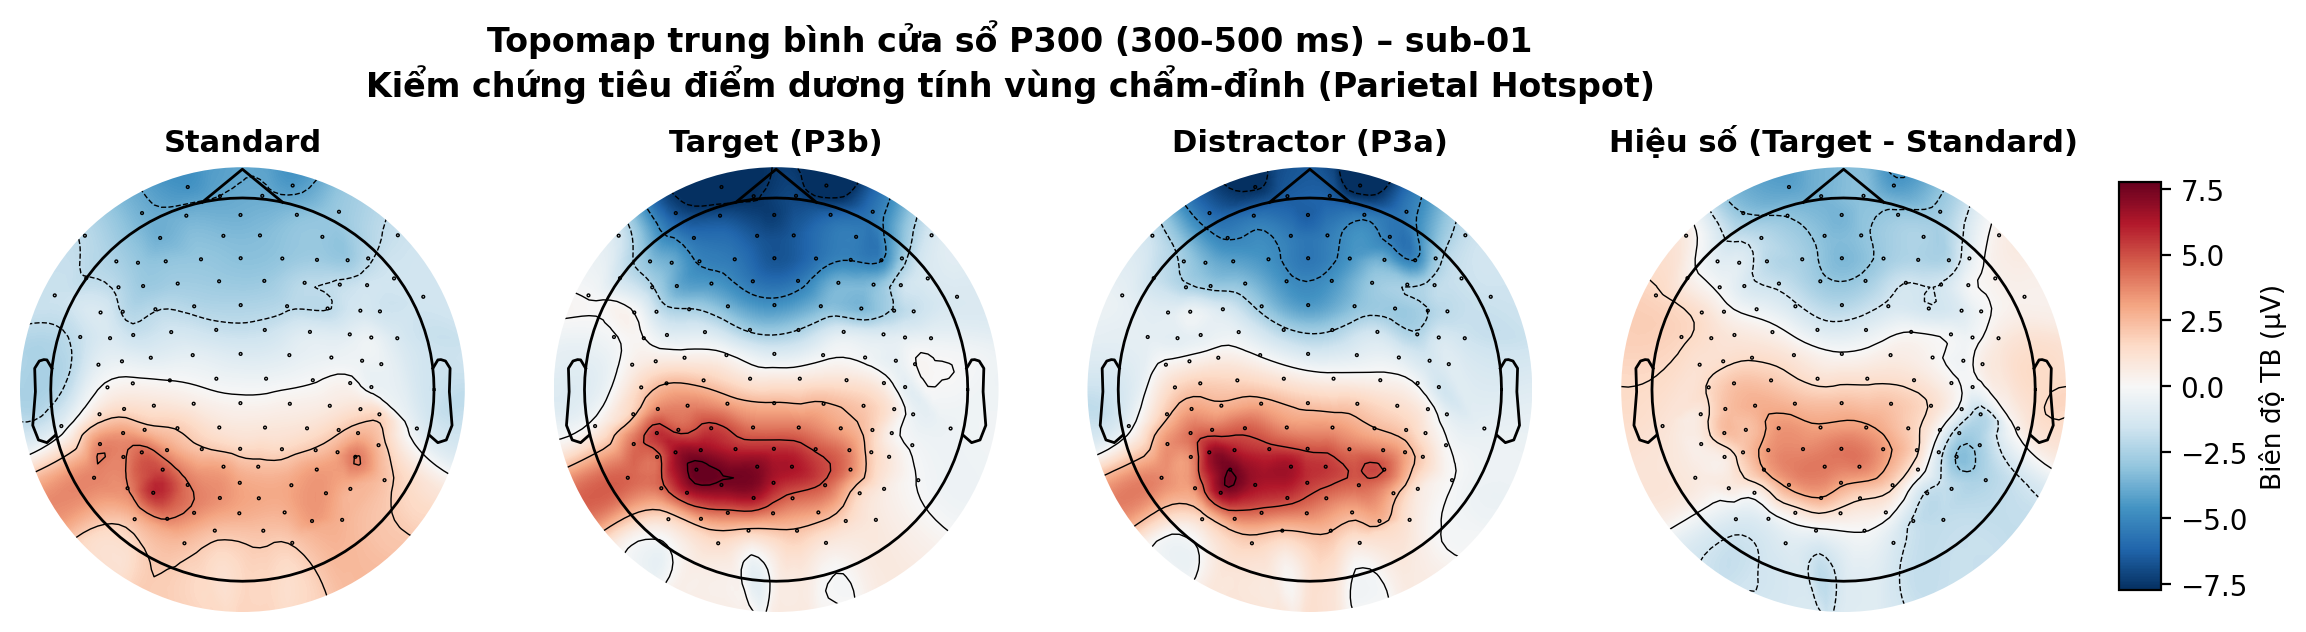 Topomap trung bình cửa sổ P300 (300-500 ms) – sub-01
Kiểm chứng tiêu điểm dương tính vùng chẩm-đỉnh (Parietal Hotspot)
Standard
Target (P3b)
Distractor (P3a)
Hiệu số (Target - Standard)
7.5
5.0
2.5
0.0
−2.5
−5.0
−7.5
Biên độ TB (µV)